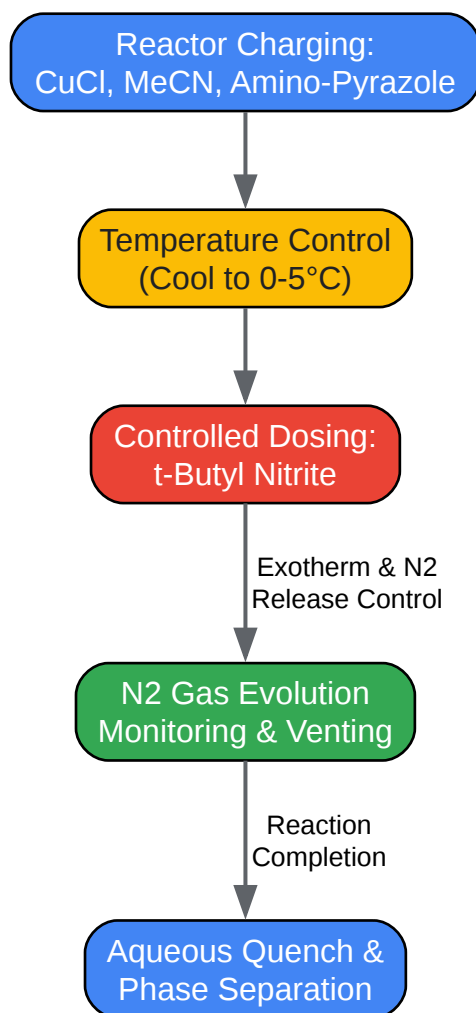 Reactor Charging:
CuCl, MeCN, Amino-Pyrazole
Temperature Control
(Cool to 0-5°C)
Controlled Dosing:
t-Butyl Nitrite
Exotherm & N2
Release Control
N2 Gas Evolution
Monitoring & Venting
Reaction
Completion
Aqueous Quench &
Phase Separation